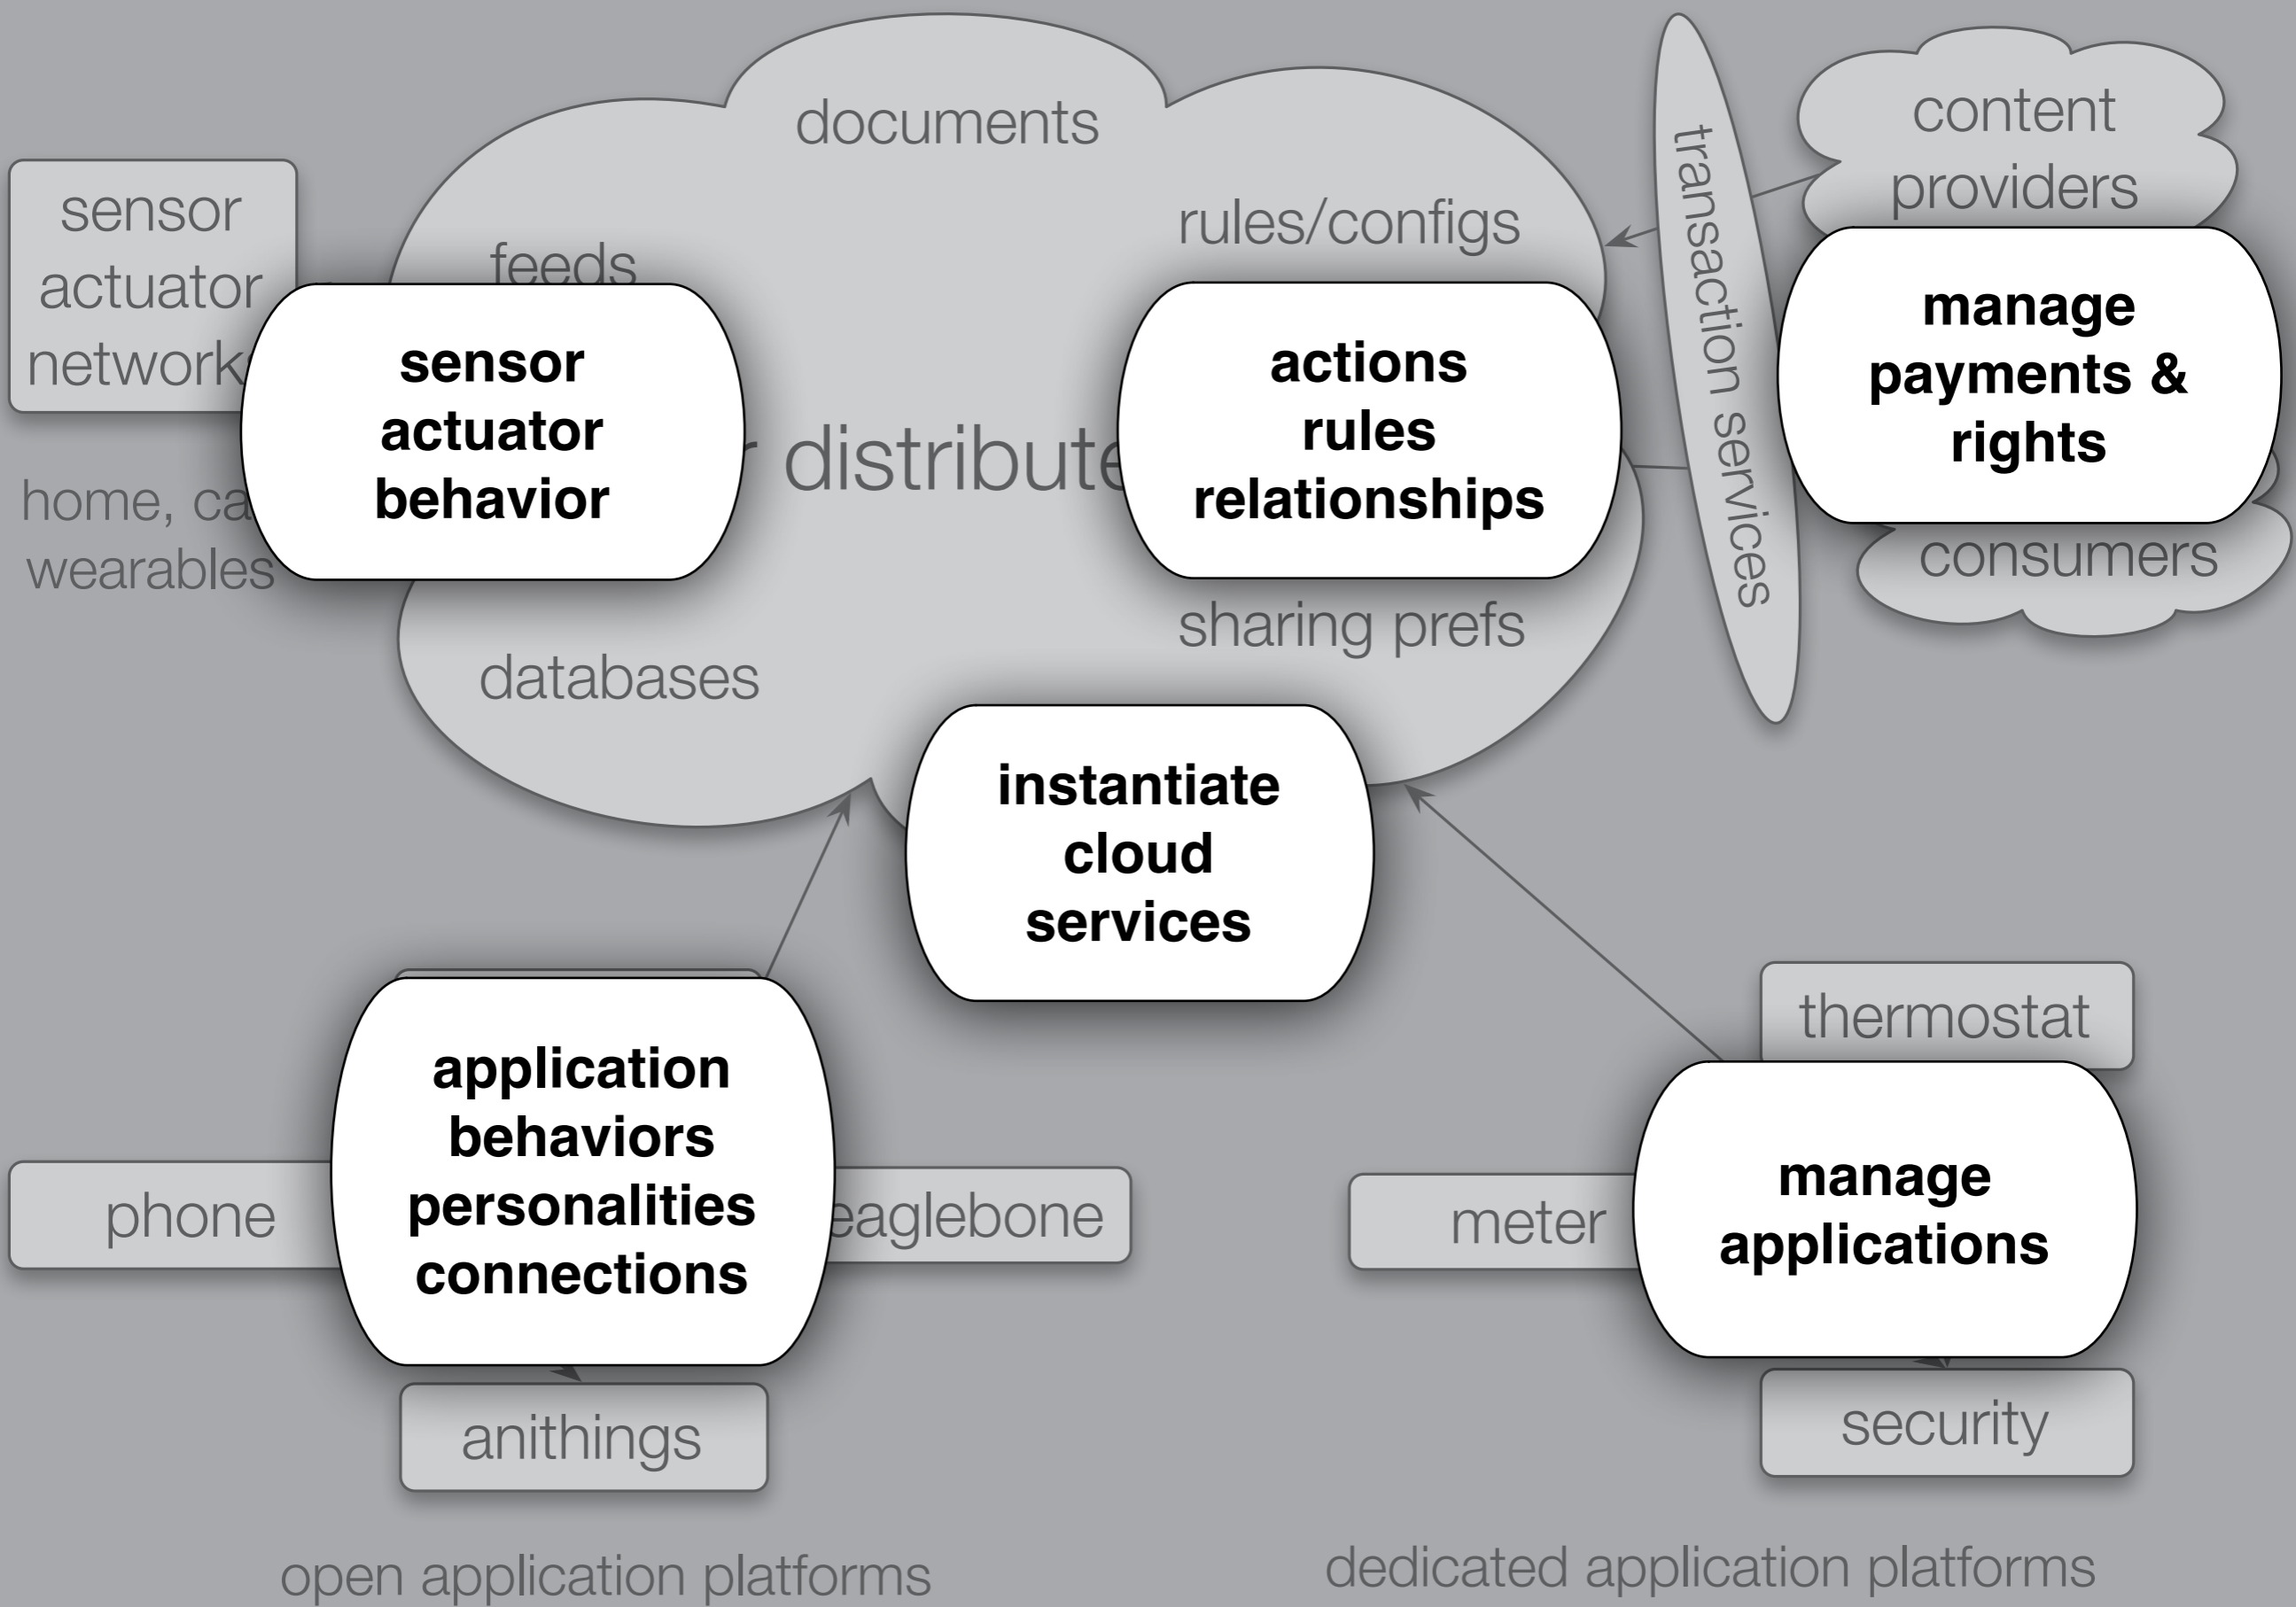 documents
content
providers
transaction services
sensor
actuator
rules/configs
feeds
manage
payments &
rights
sensor
actuator
behavior
actions
rules
relationships
distribute
home,
wearables
consumers
sharing prefs
databases
instantiate
cloud
services
thermostat
application
behaviors
personalities
connections
phone
eaglebone
meter
manage
applications
anithings
security
open application platforms
dedicated application platforms